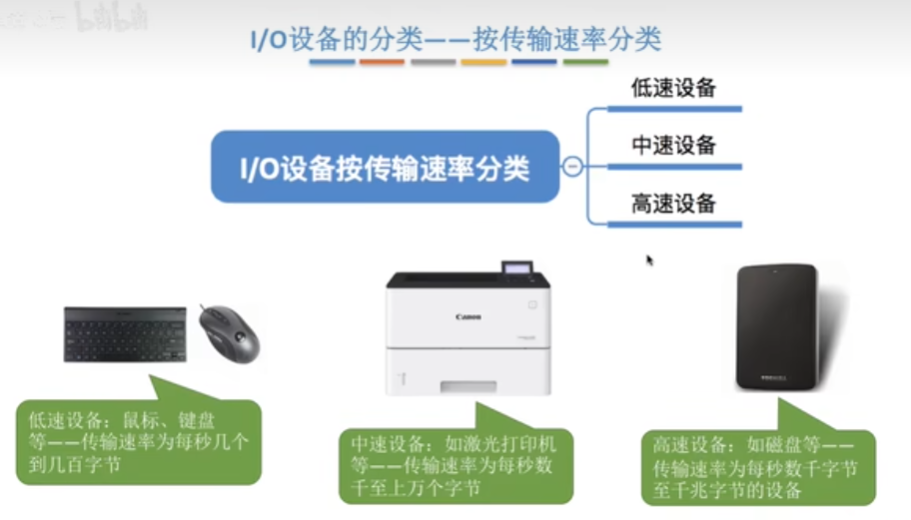 bilibili
I/O设备的分类——按传输速率分类
低速设备
I/O设备按传输速率分类
中速设备
高速设备
Canon
低速设备：鼠标、键盘
等——传输速率为每秒几个
到几百字节
中速设备：如激光打印机
等——传输速率为每秒数
千至上万个字节
高速设备：如磁盘等——
传输速率为每秒数千字节
至千兆字节的设备